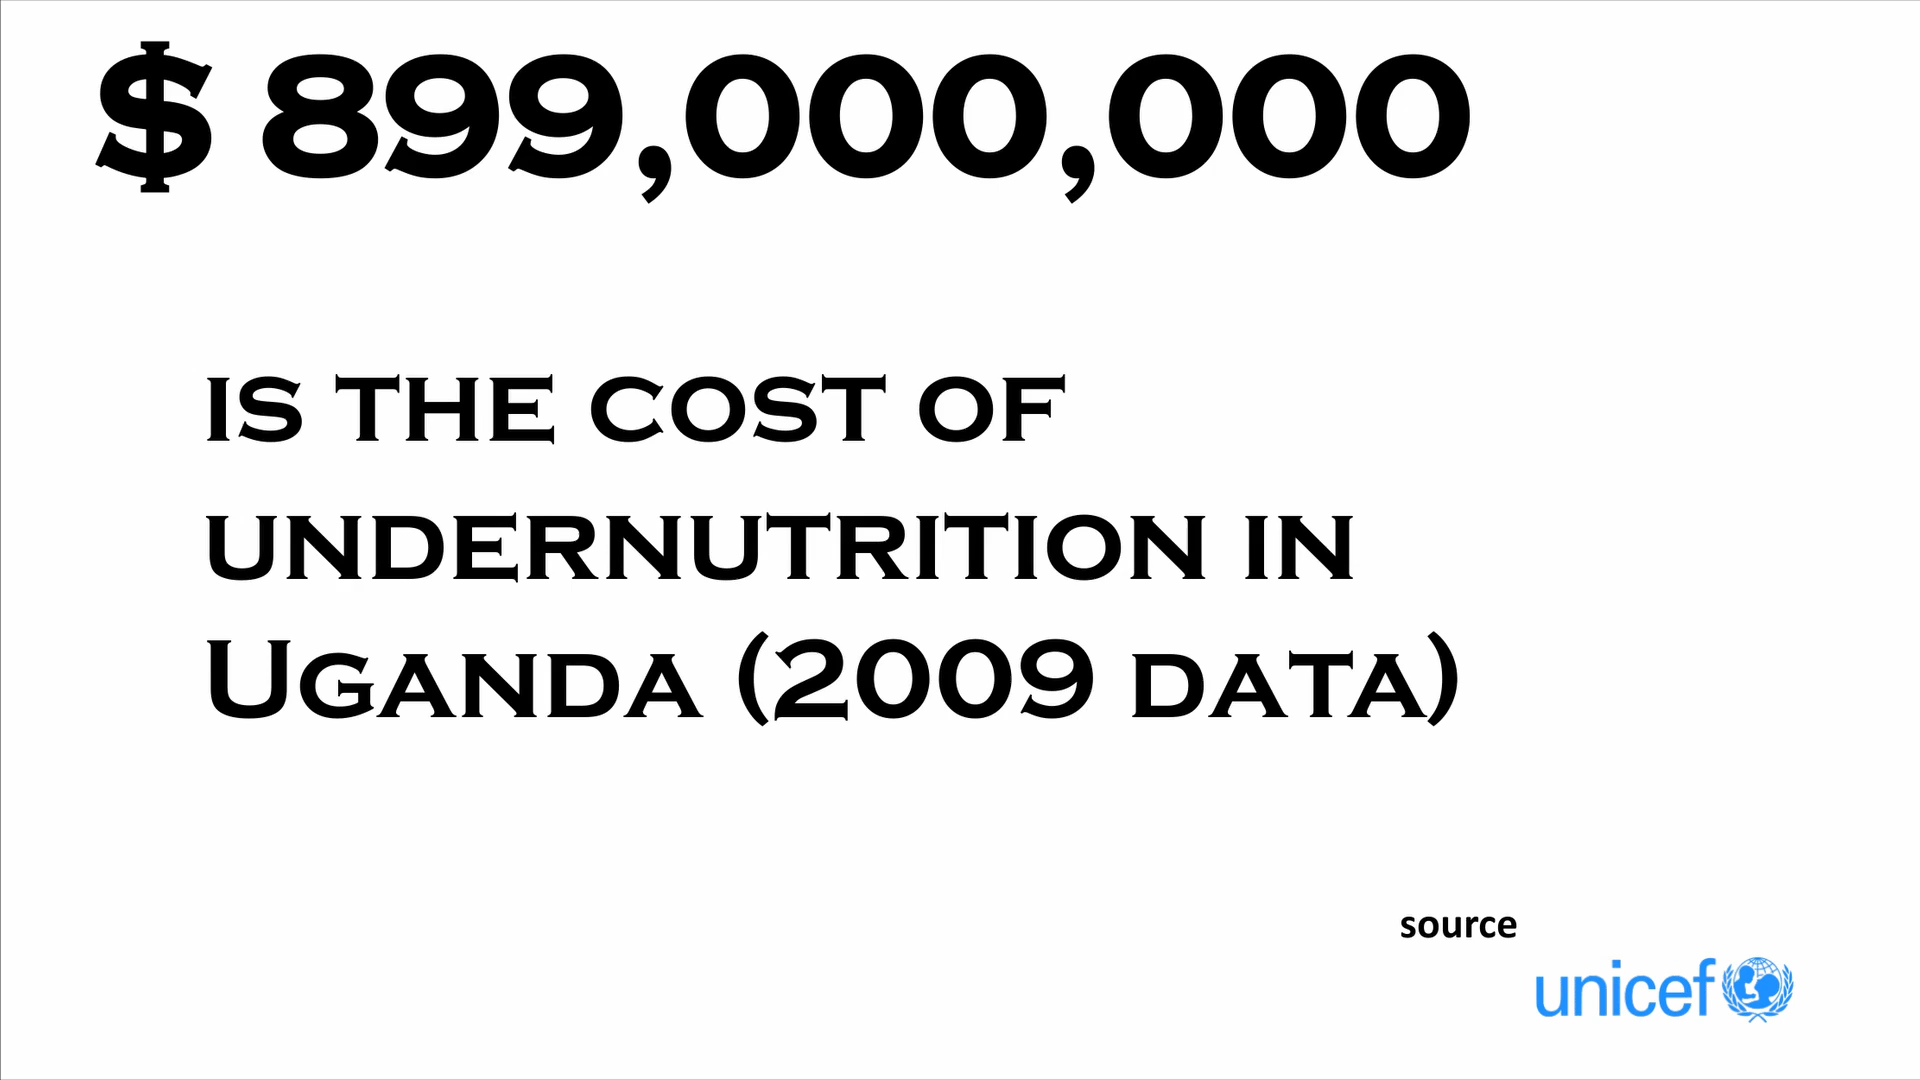 $ 899,000,000
IS THE COST OF
UNDERNUTRITION IN
UGANDA (2009 DATA)
source
unicef